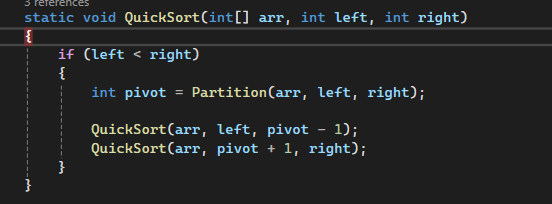 3 references
static void QuickSort(int[] arr, int left, int right)
{
    if (left < right)
    {
        int pivot = Partition(arr, left, right);

        QuickSort(arr, left, pivot - 1);
        QuickSort(arr, pivot + 1, right);
    }
}